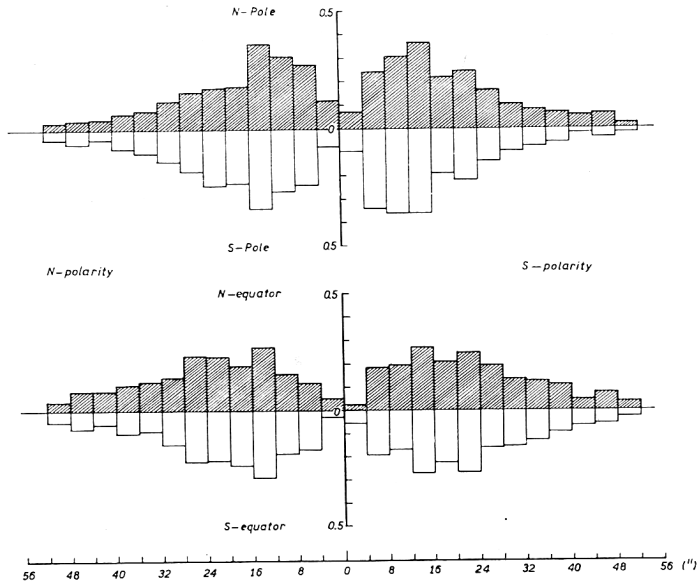 N-Pole
0.5
0
S-Pole
0.5
N-polarity
S-polarity
N-equator
0.5
0
S-equator
0.5
56 48 40 32 24 16 8 0 8 16 24 32 40 48 56 (")